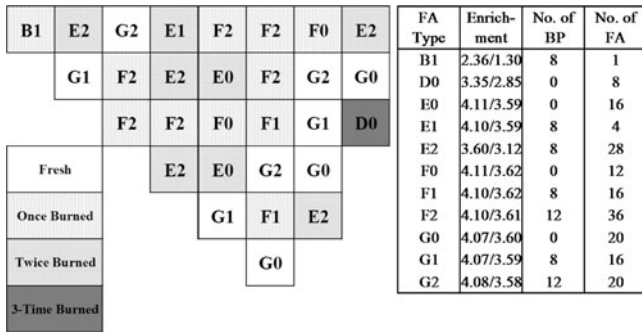 B1 E2 G2 E1 F2 F2 F0 E2
G1 F2 E2 E0 F2 G2 G0
F2 F2 F0 F1 G1 D0
Fresh E2 E0 G2 G0
Once Burned G1 F1 E2
Twice Burned G0
3-Time Burned
FA Type Enrich-ment No. of BP No. of FA
B1 2.36/1.30 8 1
D0 3.35/2.85 0 8
E0 4.11/3.59 0 16
E1 4.10/3.59 8 4
E2 3.60/3.12 8 28
F0 4.11/3.62 0 12
F1 4.10/3.62 8 16
F2 4.10/3.61 12 36
G0 4.07/3.60 0 20
G1 4.07/3.59 8 16
G2 4.08/3.58 12 20